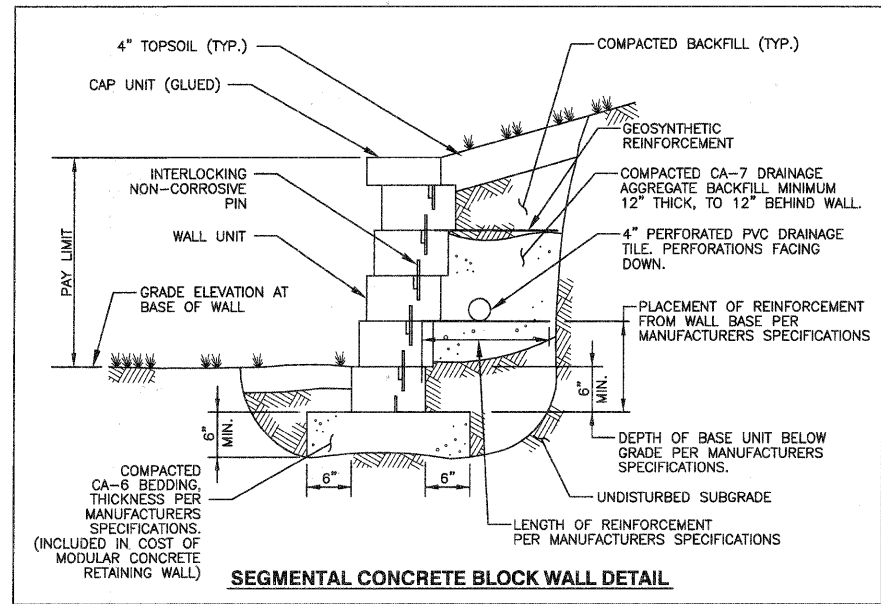 4" TOPSOIL (TYP.)
CAP UNIT (GLUED)
INTERLOCKING
NON-CORROSIVE
PIN
WALL UNIT
PAY LIMIT
GRADE ELEVATION AT
BASE OF WALL
COMPACTED BACKFILL (TYP.)
GEOSYNTHETIC
REINFORCEMENT
COMPACTED CA-7 DRAINAGE
AGGREGATE BACKFILL MINIMUM
12" THICK, TO 12" BEHIND WALL.
4" PERFORATED PVC DRAINAGE
TILE. PERFORATIONS FACING
DOWN.
PLACEMENT OF REINFORCEMENT
FROM WALL BASE PER
MANUFACTURERS SPECIFICATIONS
6"
MIN.
6"
MIN.
6"
6"
DEPTH OF BASE UNIT BELOW
GRADE PER MANUFACTURERS
SPECIFICATIONS.
UNDISTURBED SUBGRADE
LENGTH OF REINFORCEMENT
PER MANUFACTURERS SPECIFICATIONS
COMPACTED
CA-6 BEDDING,
THICKNESS PER
MANUFACTURERS
SPECIFICATIONS.
(INCLUDED IN COST OF
MODULAR CONCRETE
RETAINING WALL)
SEGMENTAL CONCRETE BLOCK WALL DETAIL